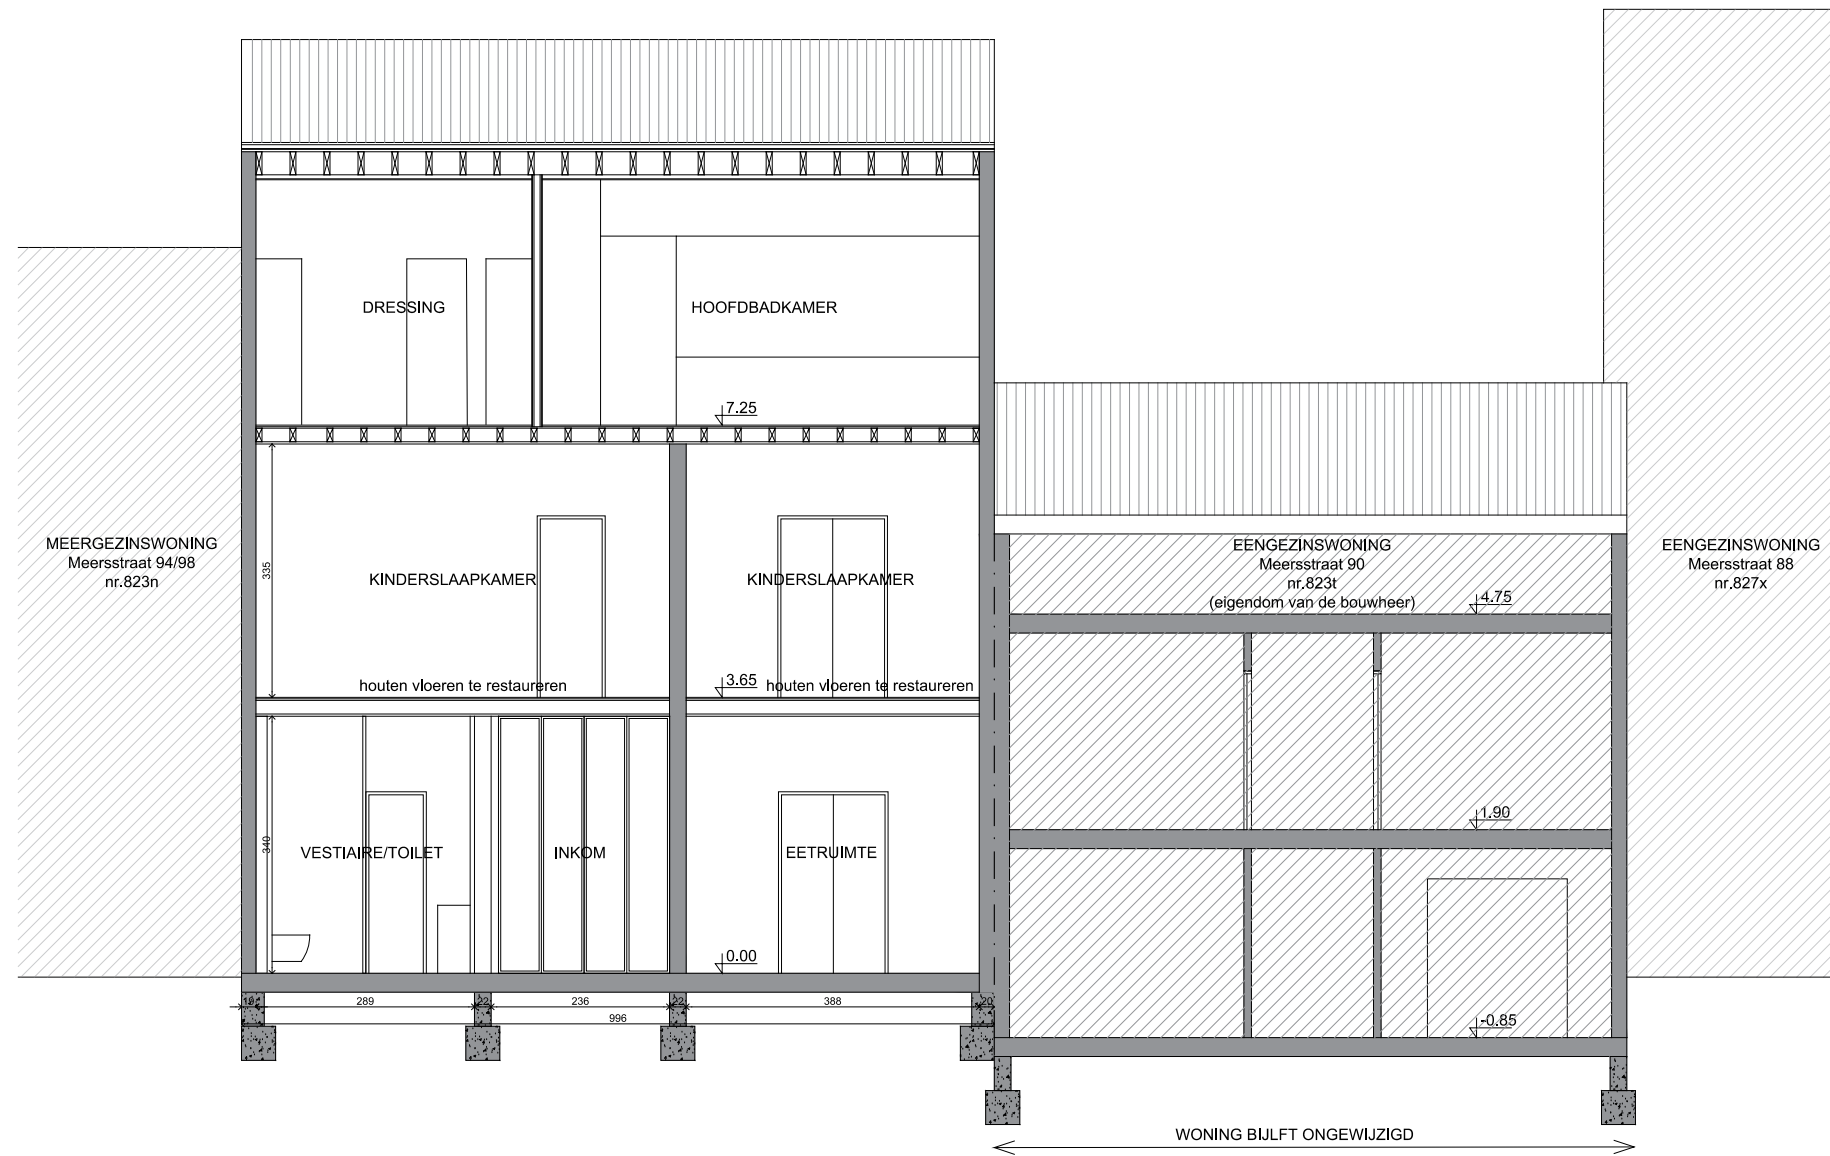 DRESSING
HOOFDBADKAMER
7.25
MEERGEZINSWONING
Meersstraat 94/98
nr.823n
335
KINDERSLAAPKAMER
KINDERSLAAPKAMER
houten vloeren te restaureren
3.65
houten vloeren te restaureren
EENGEZINSWONING
Meersstraat 90
nr.823t
(eigendom van de bouwheer)
4.75
EENGEZINSWONING
Meersstraat 88
nr.827x
340
VESTIAIRE/TOILET
INKOM
EETRUIMTE
1.90
0.00
289
22
236
22
388
20
996
-0.85
WONING BIJLFT ONGEWIJZIGD